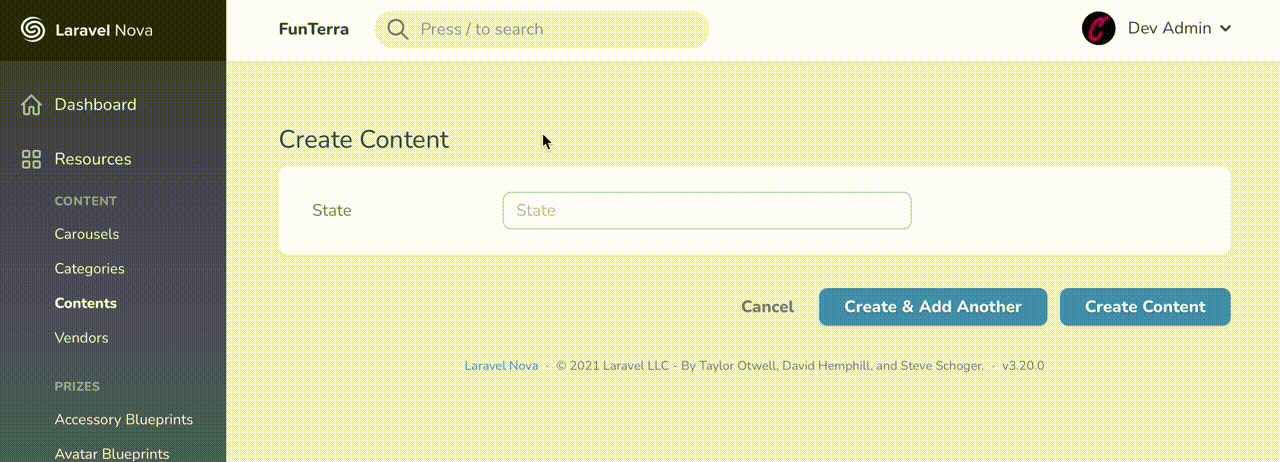 Laravel Nova
FunTerra
Press / to search
Dev Admin
Dashboard
Resources
CONTENT
Carousels
Categories
Contents
Vendors
PRIZES
Accessory Blueprints
Avatar Blueprints
Create Content
State
State
Cancel
Create & Add Another
Create Content
Laravel Nova · © 2021 Laravel LLC - By Taylor Otwell, David Hemphill, and Steve Schoger. · v3.20.0